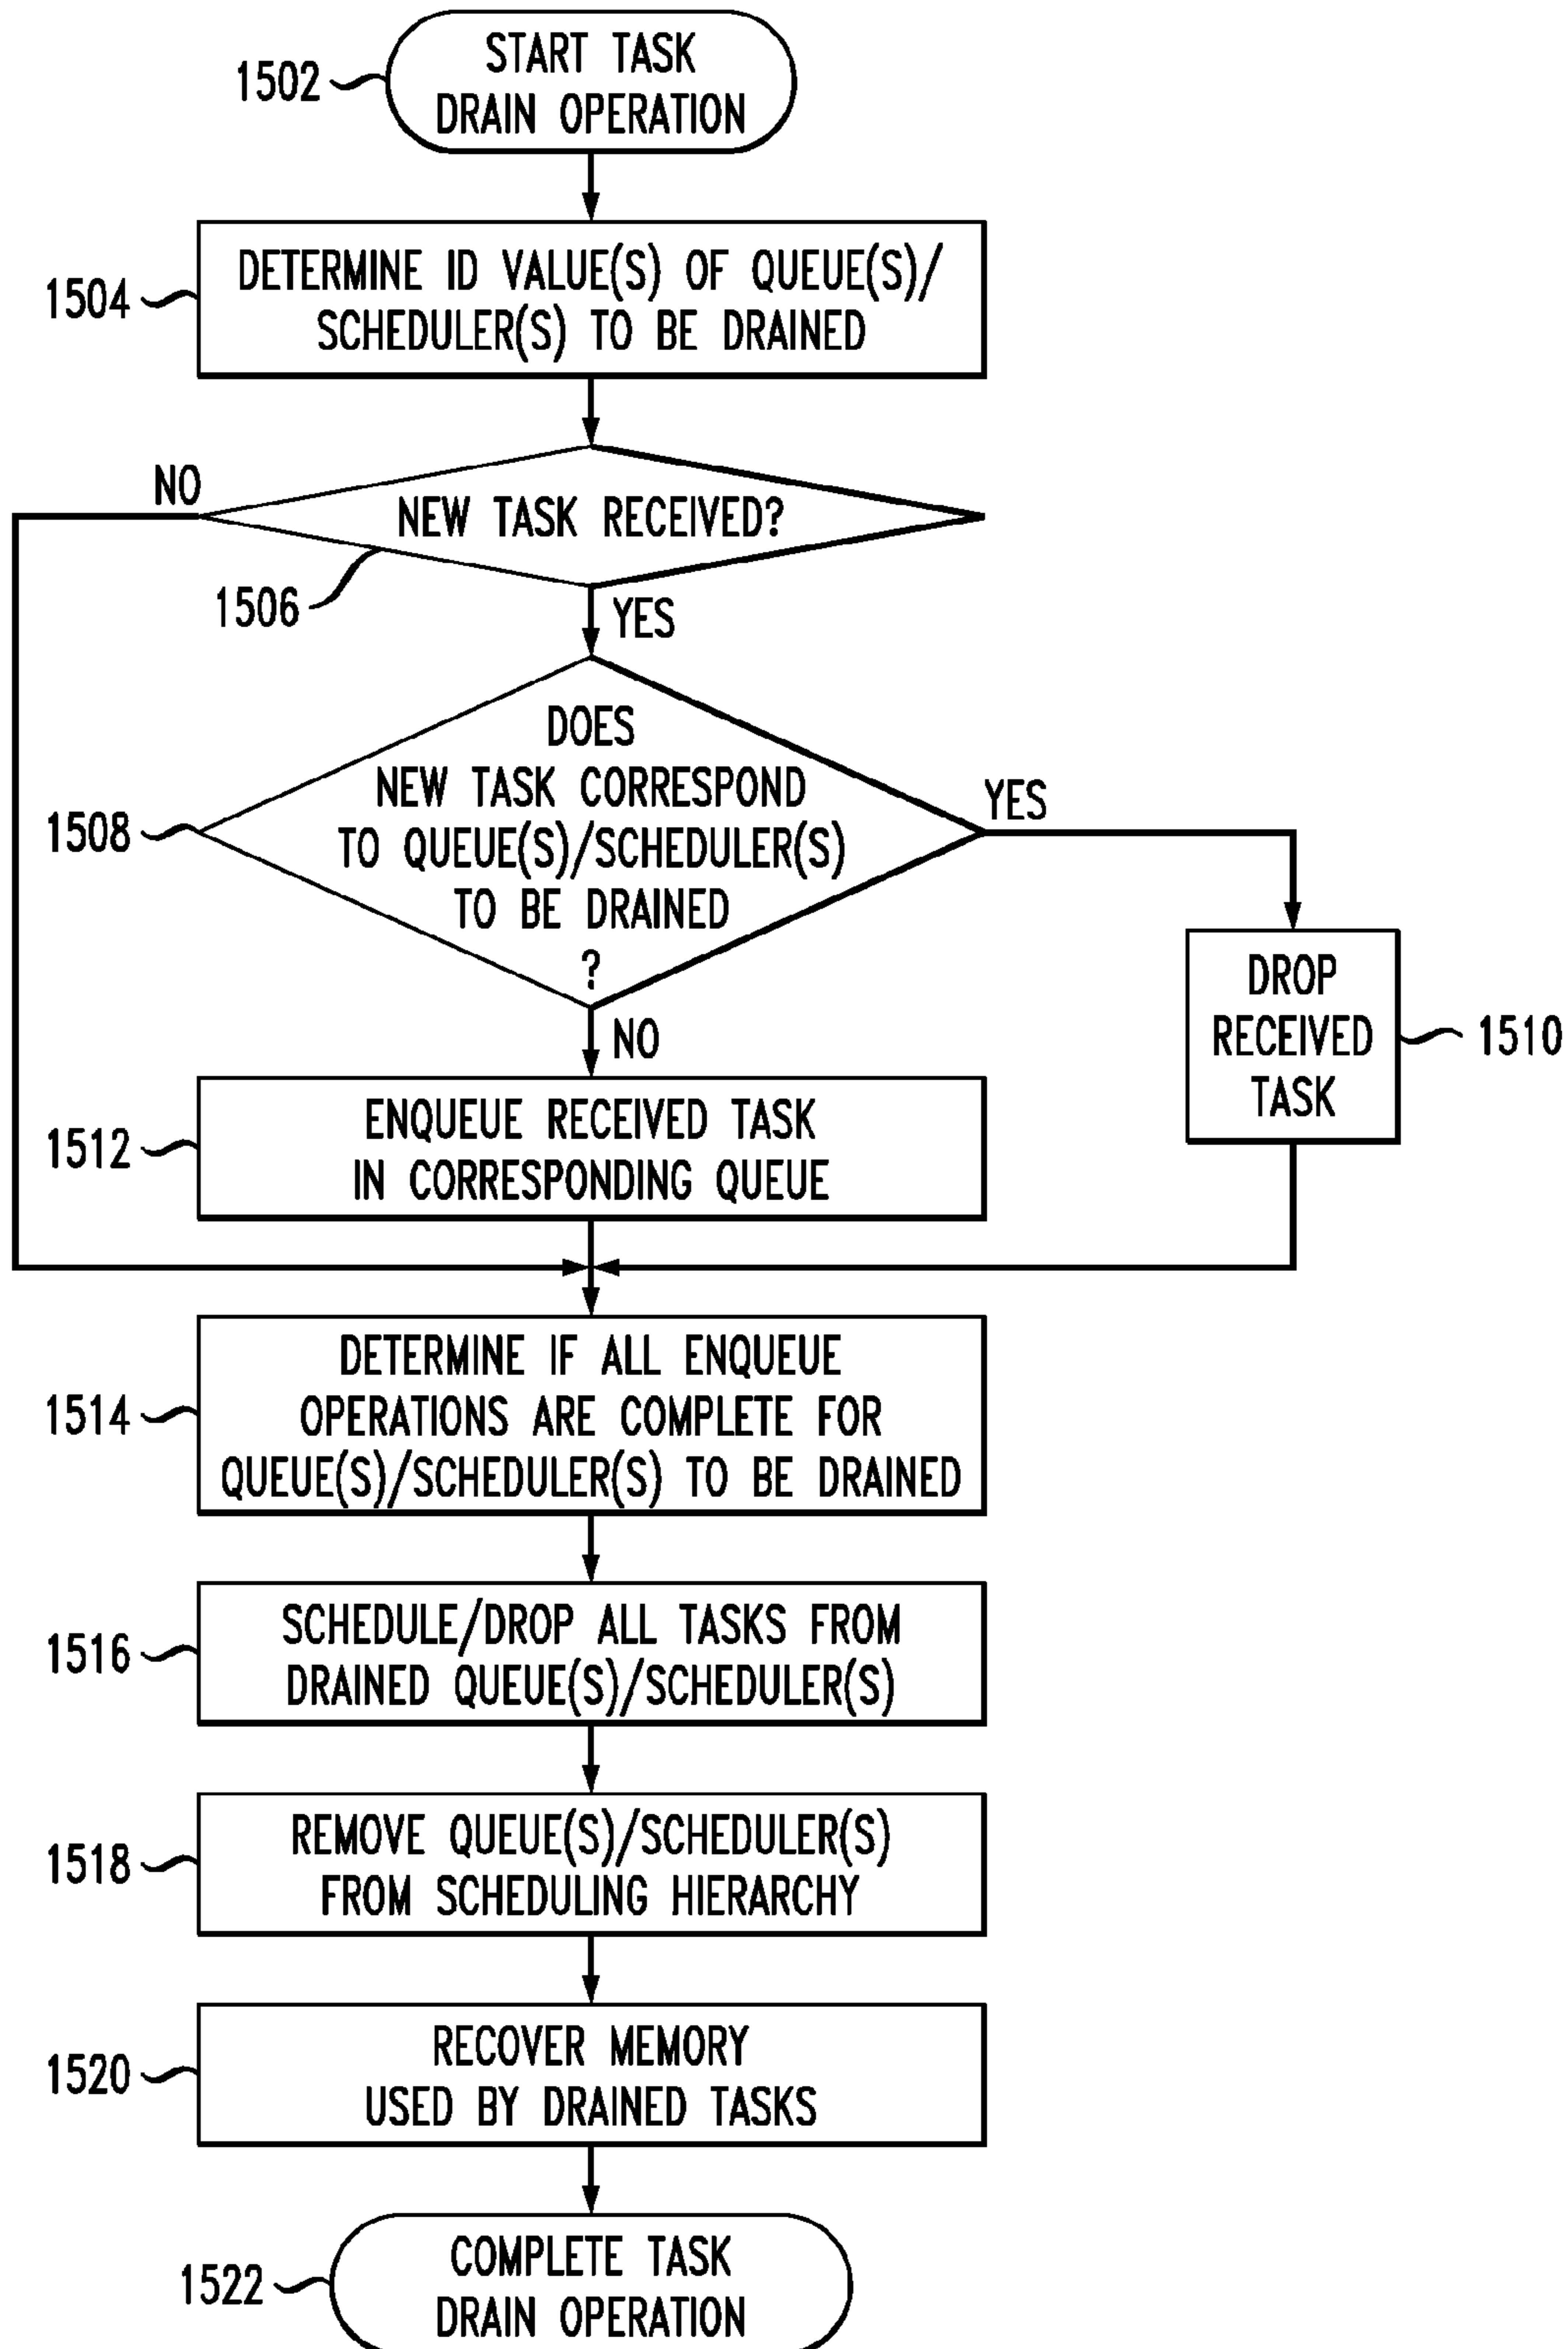 START TASK
DRAIN OPERATION
1502
DETERMINE ID VALUE(S) OF QUEUE(S)/
SCHEDULER(S) TO BE DRAINED
1504
NO
NEW TASK RECEIVED?
1506
YES
DOES
NEW TASK CORRESPOND
TO QUEUE(S)/SCHEDULER(S)
TO BE DRAINED
?
1508
YES
DROP
RECEIVED
TASK
1510
NO
ENQUEUE RECEIVED TASK
IN CORRESPONDING QUEUE
1512
DETERMINE IF ALL ENQUEUE
OPERATIONS ARE COMPLETE FOR
QUEUE(S)/SCHEDULER(S) TO BE DRAINED
1514
SCHEDULE/DROP ALL TASKS FROM
DRAINED QUEUE(S)/SCHEDULER(S)
1516
REMOVE QUEUE(S)/SCHEDULER(S)
FROM SCHEDULING HIERARCHY
1518
RECOVER MEMORY
USED BY DRAINED TASKS
1520
COMPLETE TASK
DRAIN OPERATION
1522